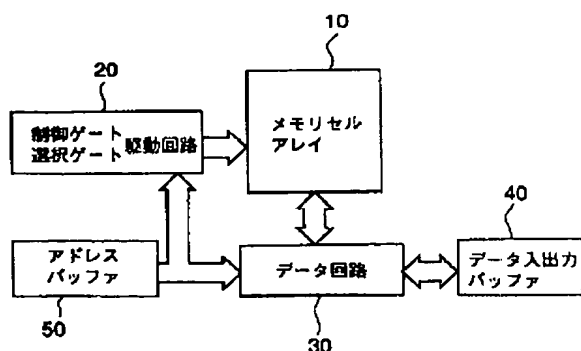 10
20
制御ゲート
選択ゲート 駆動回路
メモリセル
アレイ
40
アドレス
バッファ
データ回路
データ入出力
バッファ
50
30